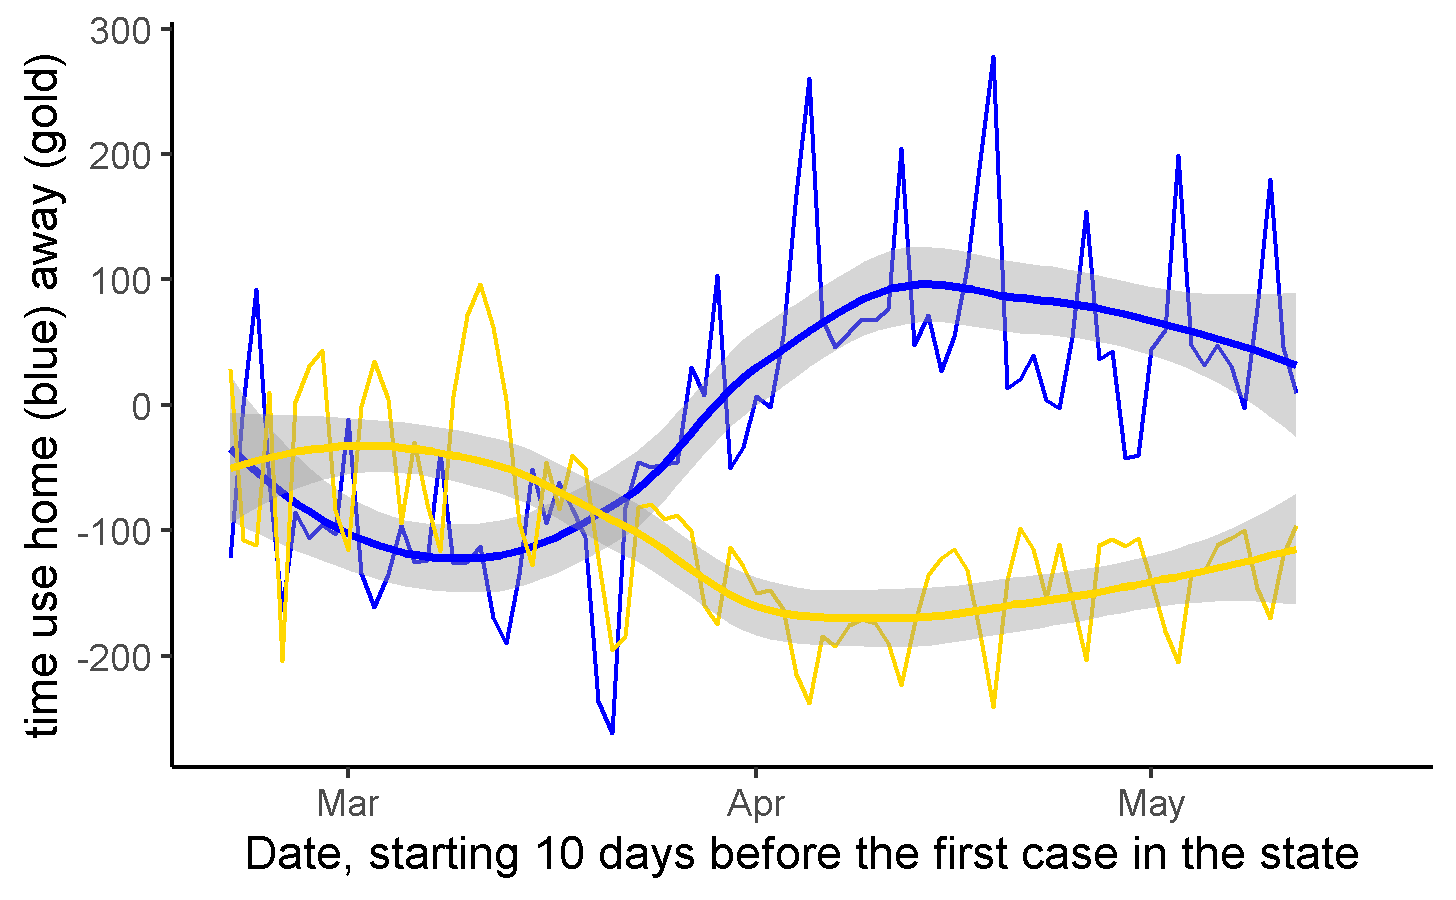 time use home (blue) away (gold)
300
200
100
0
-100
-200
Mar
Apr
May
Date, starting 10 days before the first case in the state